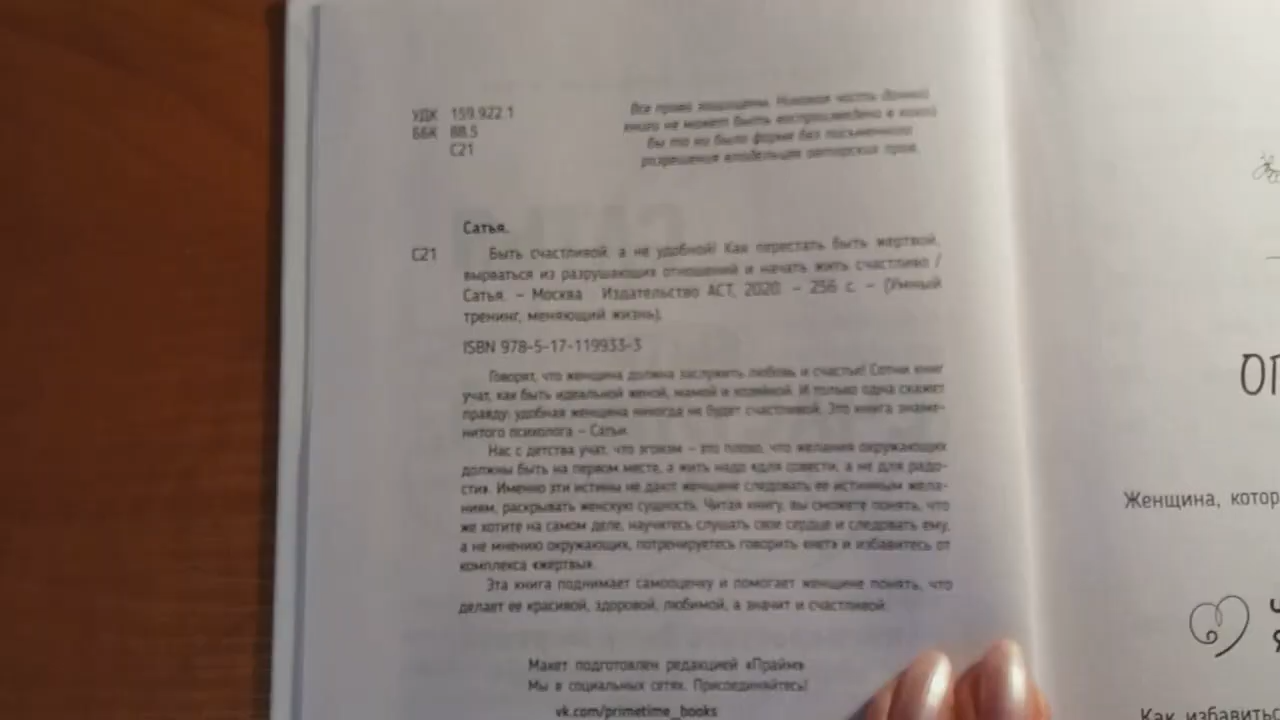 УДК 159.922.1
ББК 88.5
С21
Все права защищены. Никакая часть данной
книги не может быть воспроизведена в какой
бы то ни было форме без письменного
разрешения владельцев авторских прав.
Сатья.
С21 Быть счастливой, а не удобной! Как перестать быть жертвой,
вырваться из разрушающих отношений и начать жить счастливо /
Сатья. – Москва Издательство АСТ, 2020. – 256 с. – (Умный
тренинг, меняющий жизнь).
ISBN 978-5-17-119933-3
Говорят, что женщина должна заслужить любовь и счастье! Сотни книг
учат, как быть идеальной женой, мамой и хозяйкой. И только одна скажет
правду: удобная женщина никогда не будет счастливой. Это книга знаме-
нитого психолога – Сатьи.
Нас с детства учат, что эгоизм – это плохо, что желания окружающих
должны быть на первом месте, а жить надо «для совести, а не для радо-
сти». Именно эти истины не дают женщине следовать ее истинным жела-
ниям, раскрывать женскую сущность. Читая книгу, вы сможете понять, что
же хотите на самом деле, научитесь слушать свое сердце и следовать ему,
а не мнению окружающих, потренируетесь говорить «нет» и избавитесь от
комплекса «жертвы».
Эта книга поднимает самооценку и помогает женщине понять, что
делает ее красивой, здоровой, любимой, а значит и счастливой.
Макет подготовлен редакцией «Прайм»
Мы в социальных сетях. Присоединяйтесь!
vk.com/primetime_books
Женщина, котор
Как избавитьс